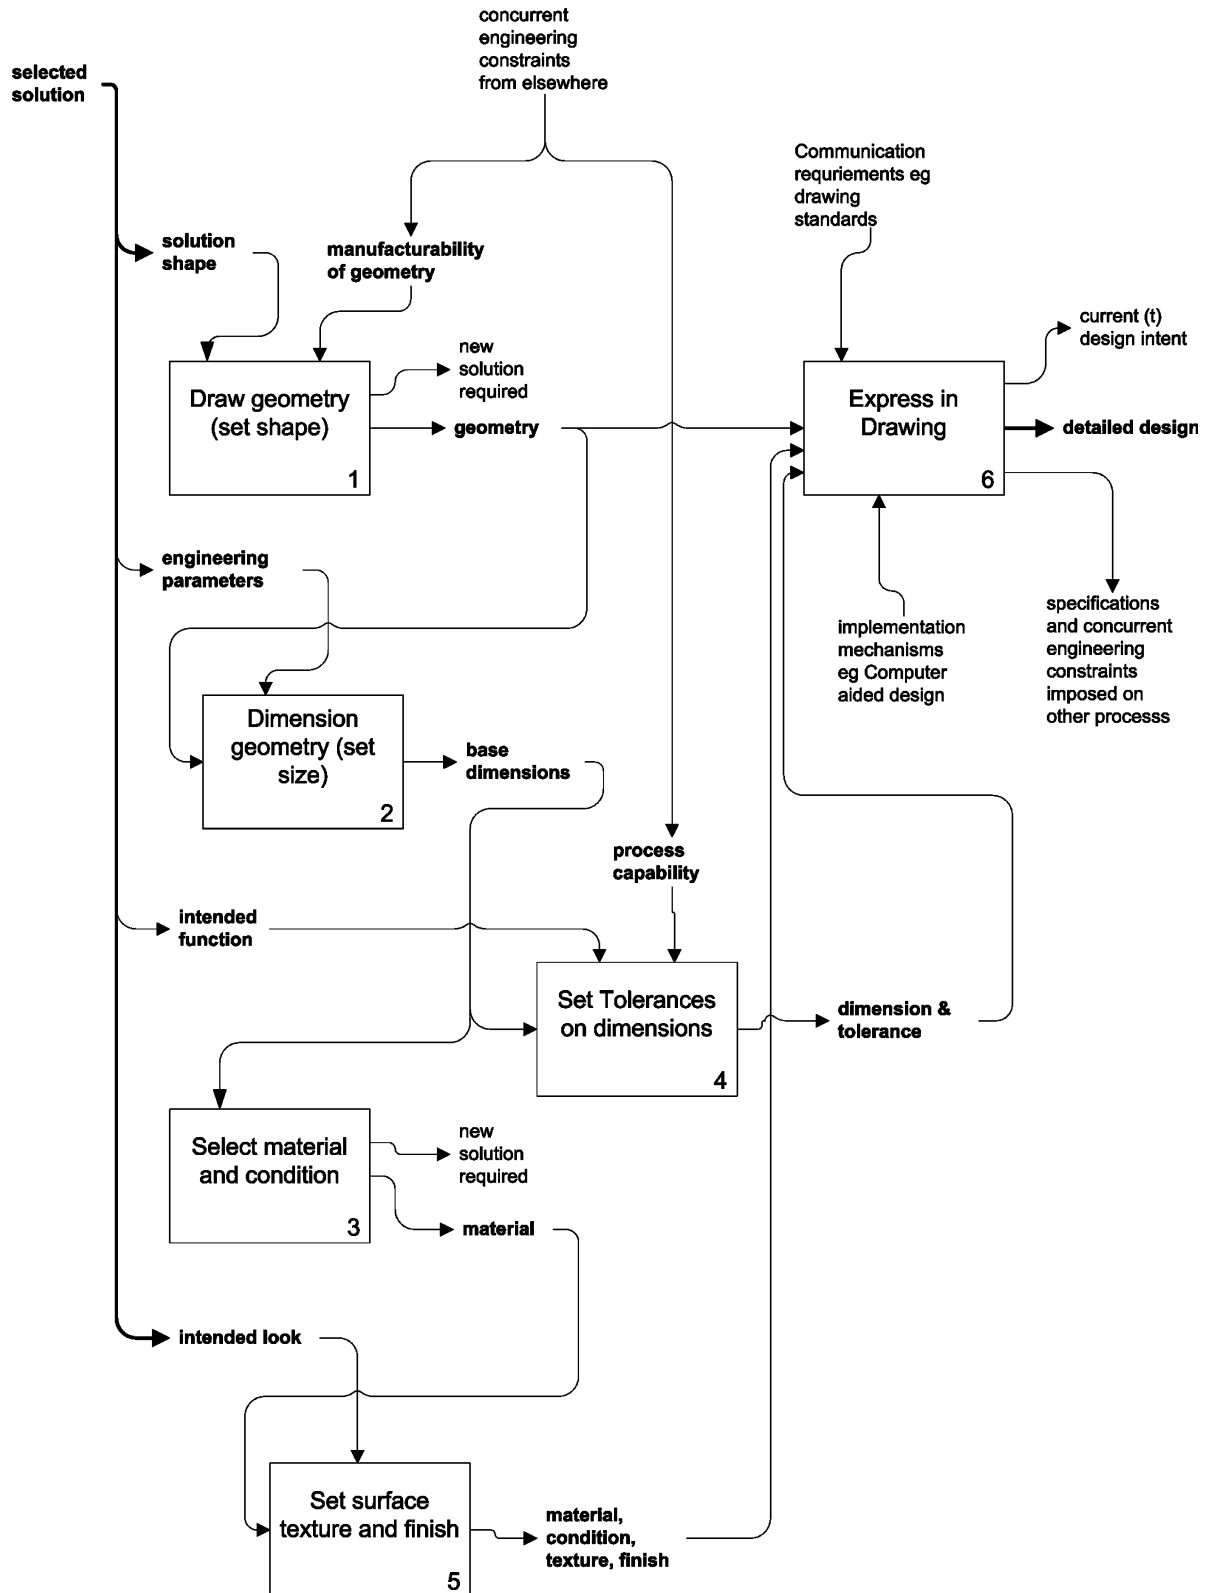 concurrent
engineering
constraints
from elsewhere
selected
solution
Communication
requriements eg
drawing
standards
solution
shape
manufacturability
of geometry
current (t)
design intent
new
solution
required
Draw geometry
(set shape)
1
geometry
Express in
Drawing
6
detailed design
engineering
parameters
specifications
and concurrent
engineering
constraints
imposed on
other processs
implementation
mechanisms
eg Computer
aided design
Dimension
geometry (set
size)
2
base
dimensions
process
capability
intended
function
Set Tolerances
on dimensions
4
dimension &
tolerance
Select material
and condition
3
new
solution
required
material
intended look
Set surface
texture and finish
5
material,
condition,
texture, finish